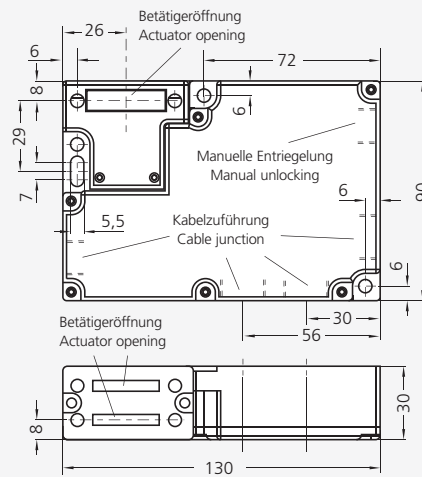 Betätigeröffnung
Actuator opening
26
6
72
8
6
29
Manuelle Entriegelung
Manual unlocking
7
6
90
5,5
Kabelzuführung
Cable junction
6
30
56
Betätigeröffnung
Actuator opening
8
30
130